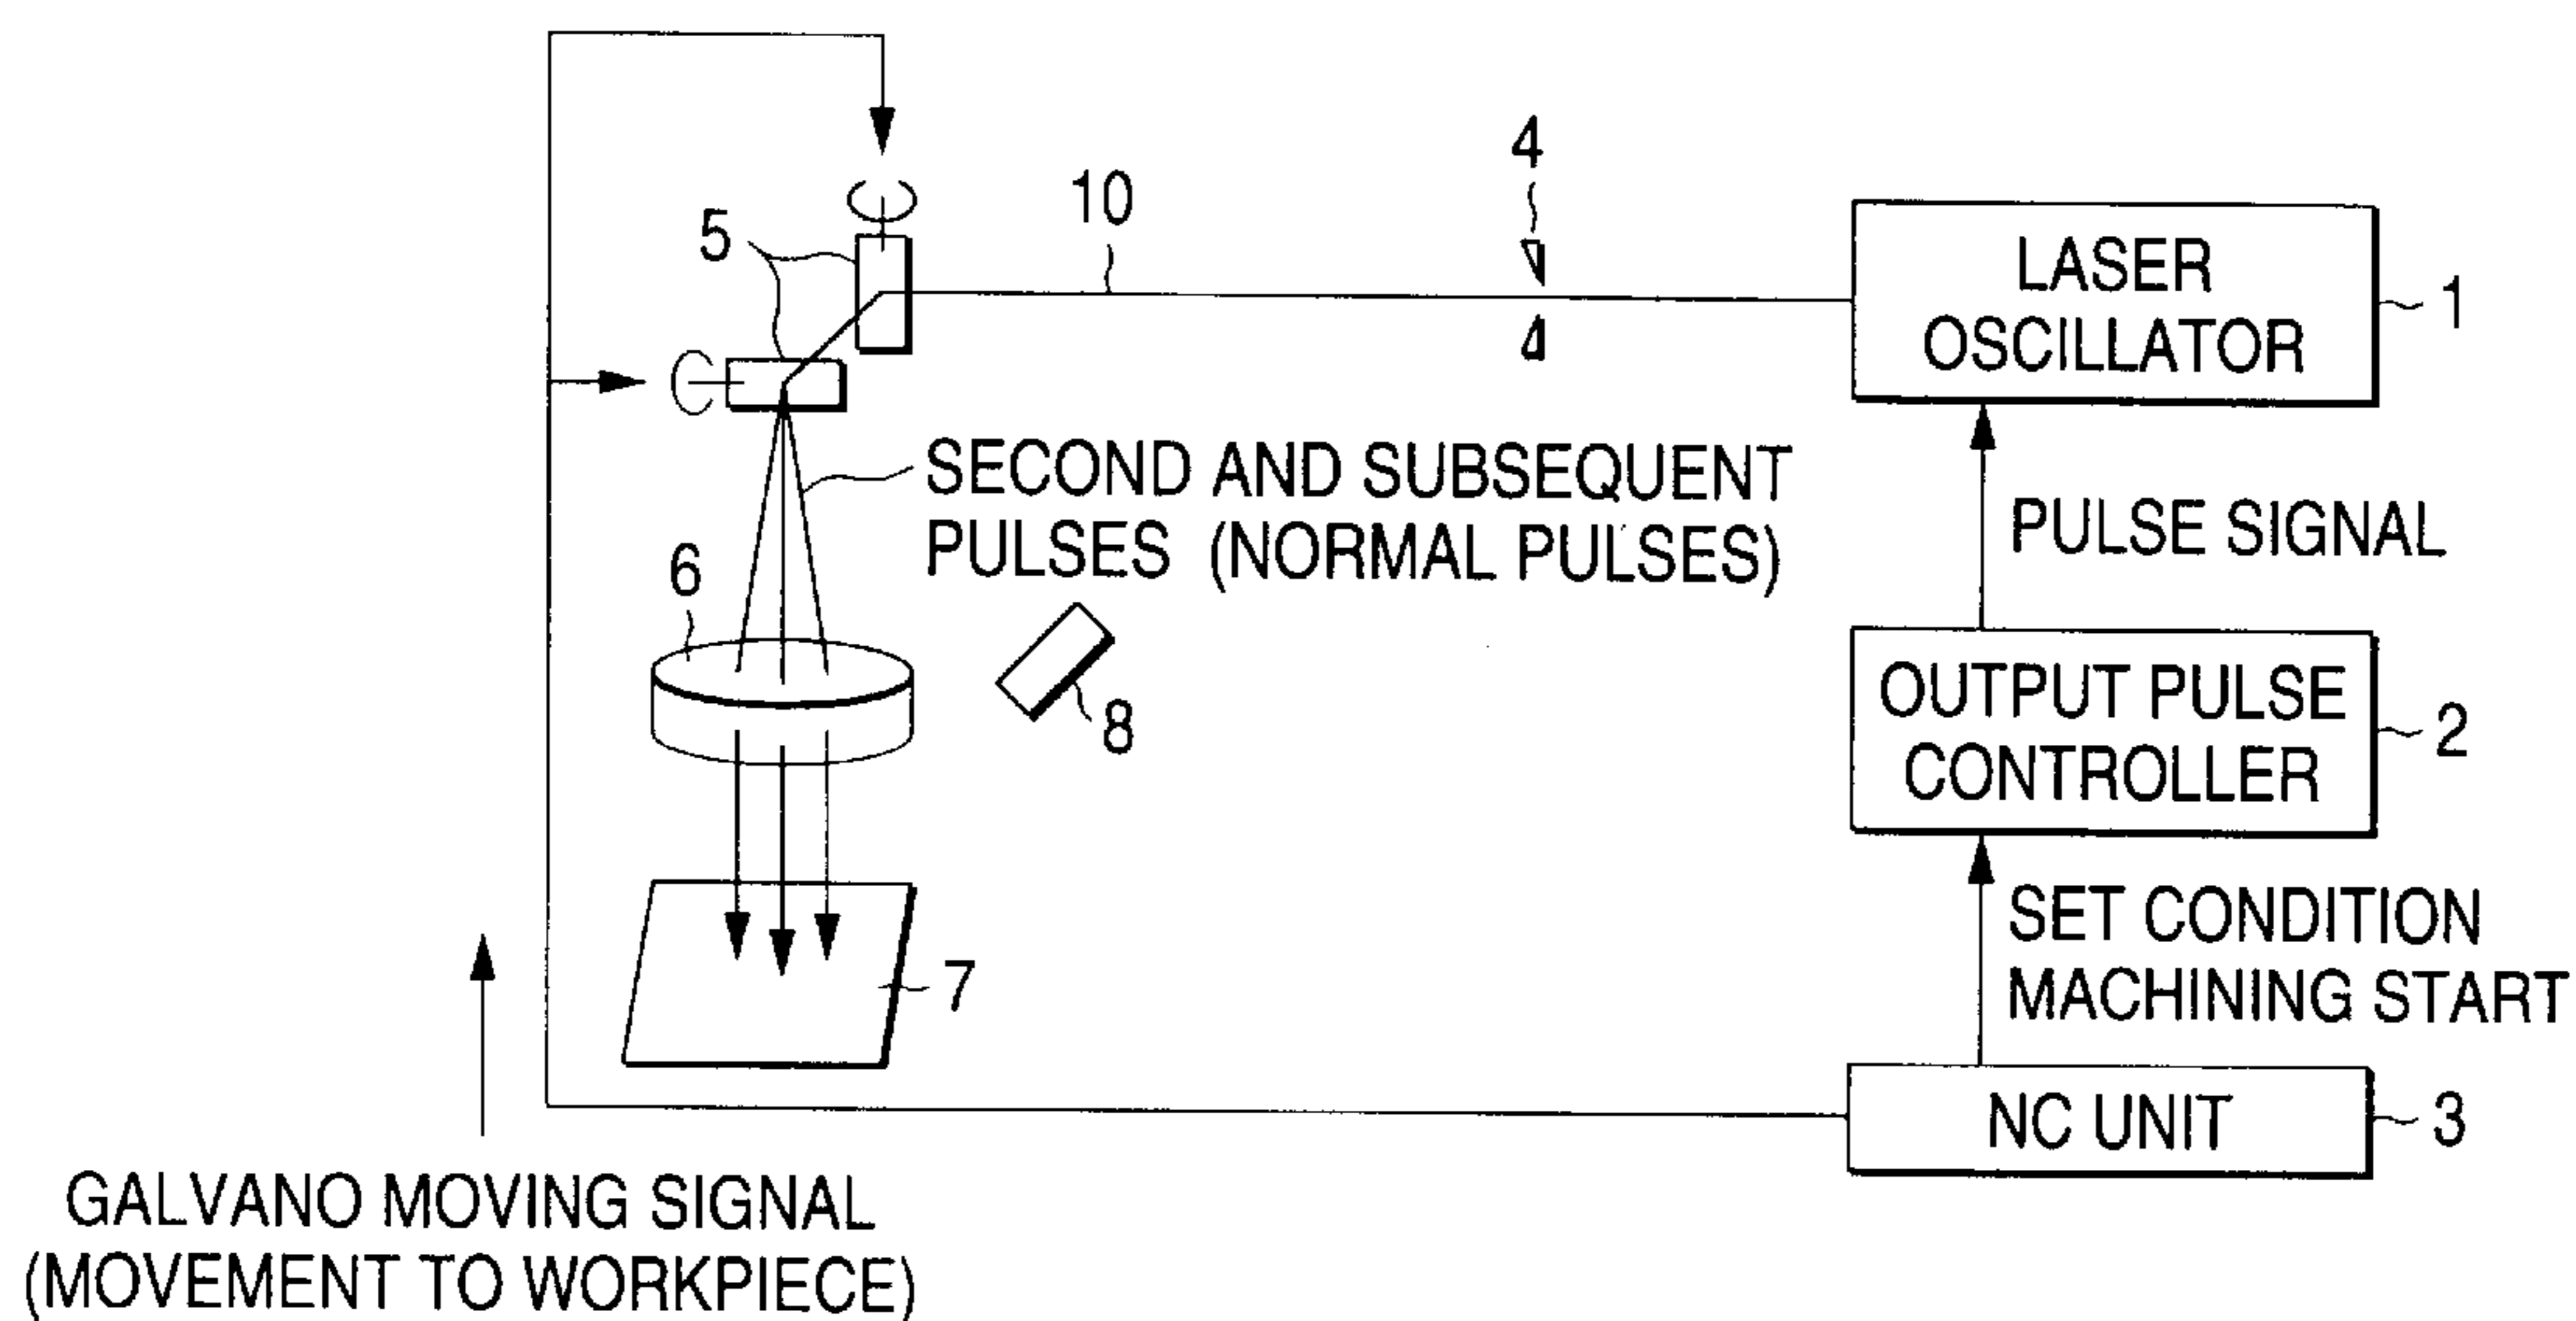 4
10
5
LASER
OSCILLATOR
1
SECOND AND SUBSEQUENT
PULSES (NORMAL PULSES)
PULSE SIGNAL
6
8
OUTPUT PULSE
CONTROLLER
2
SET CONDITION
MACHINING START
7
NC UNIT
3
GALVANO MOVING SIGNAL
(MOVEMENT TO WORKPIECE)